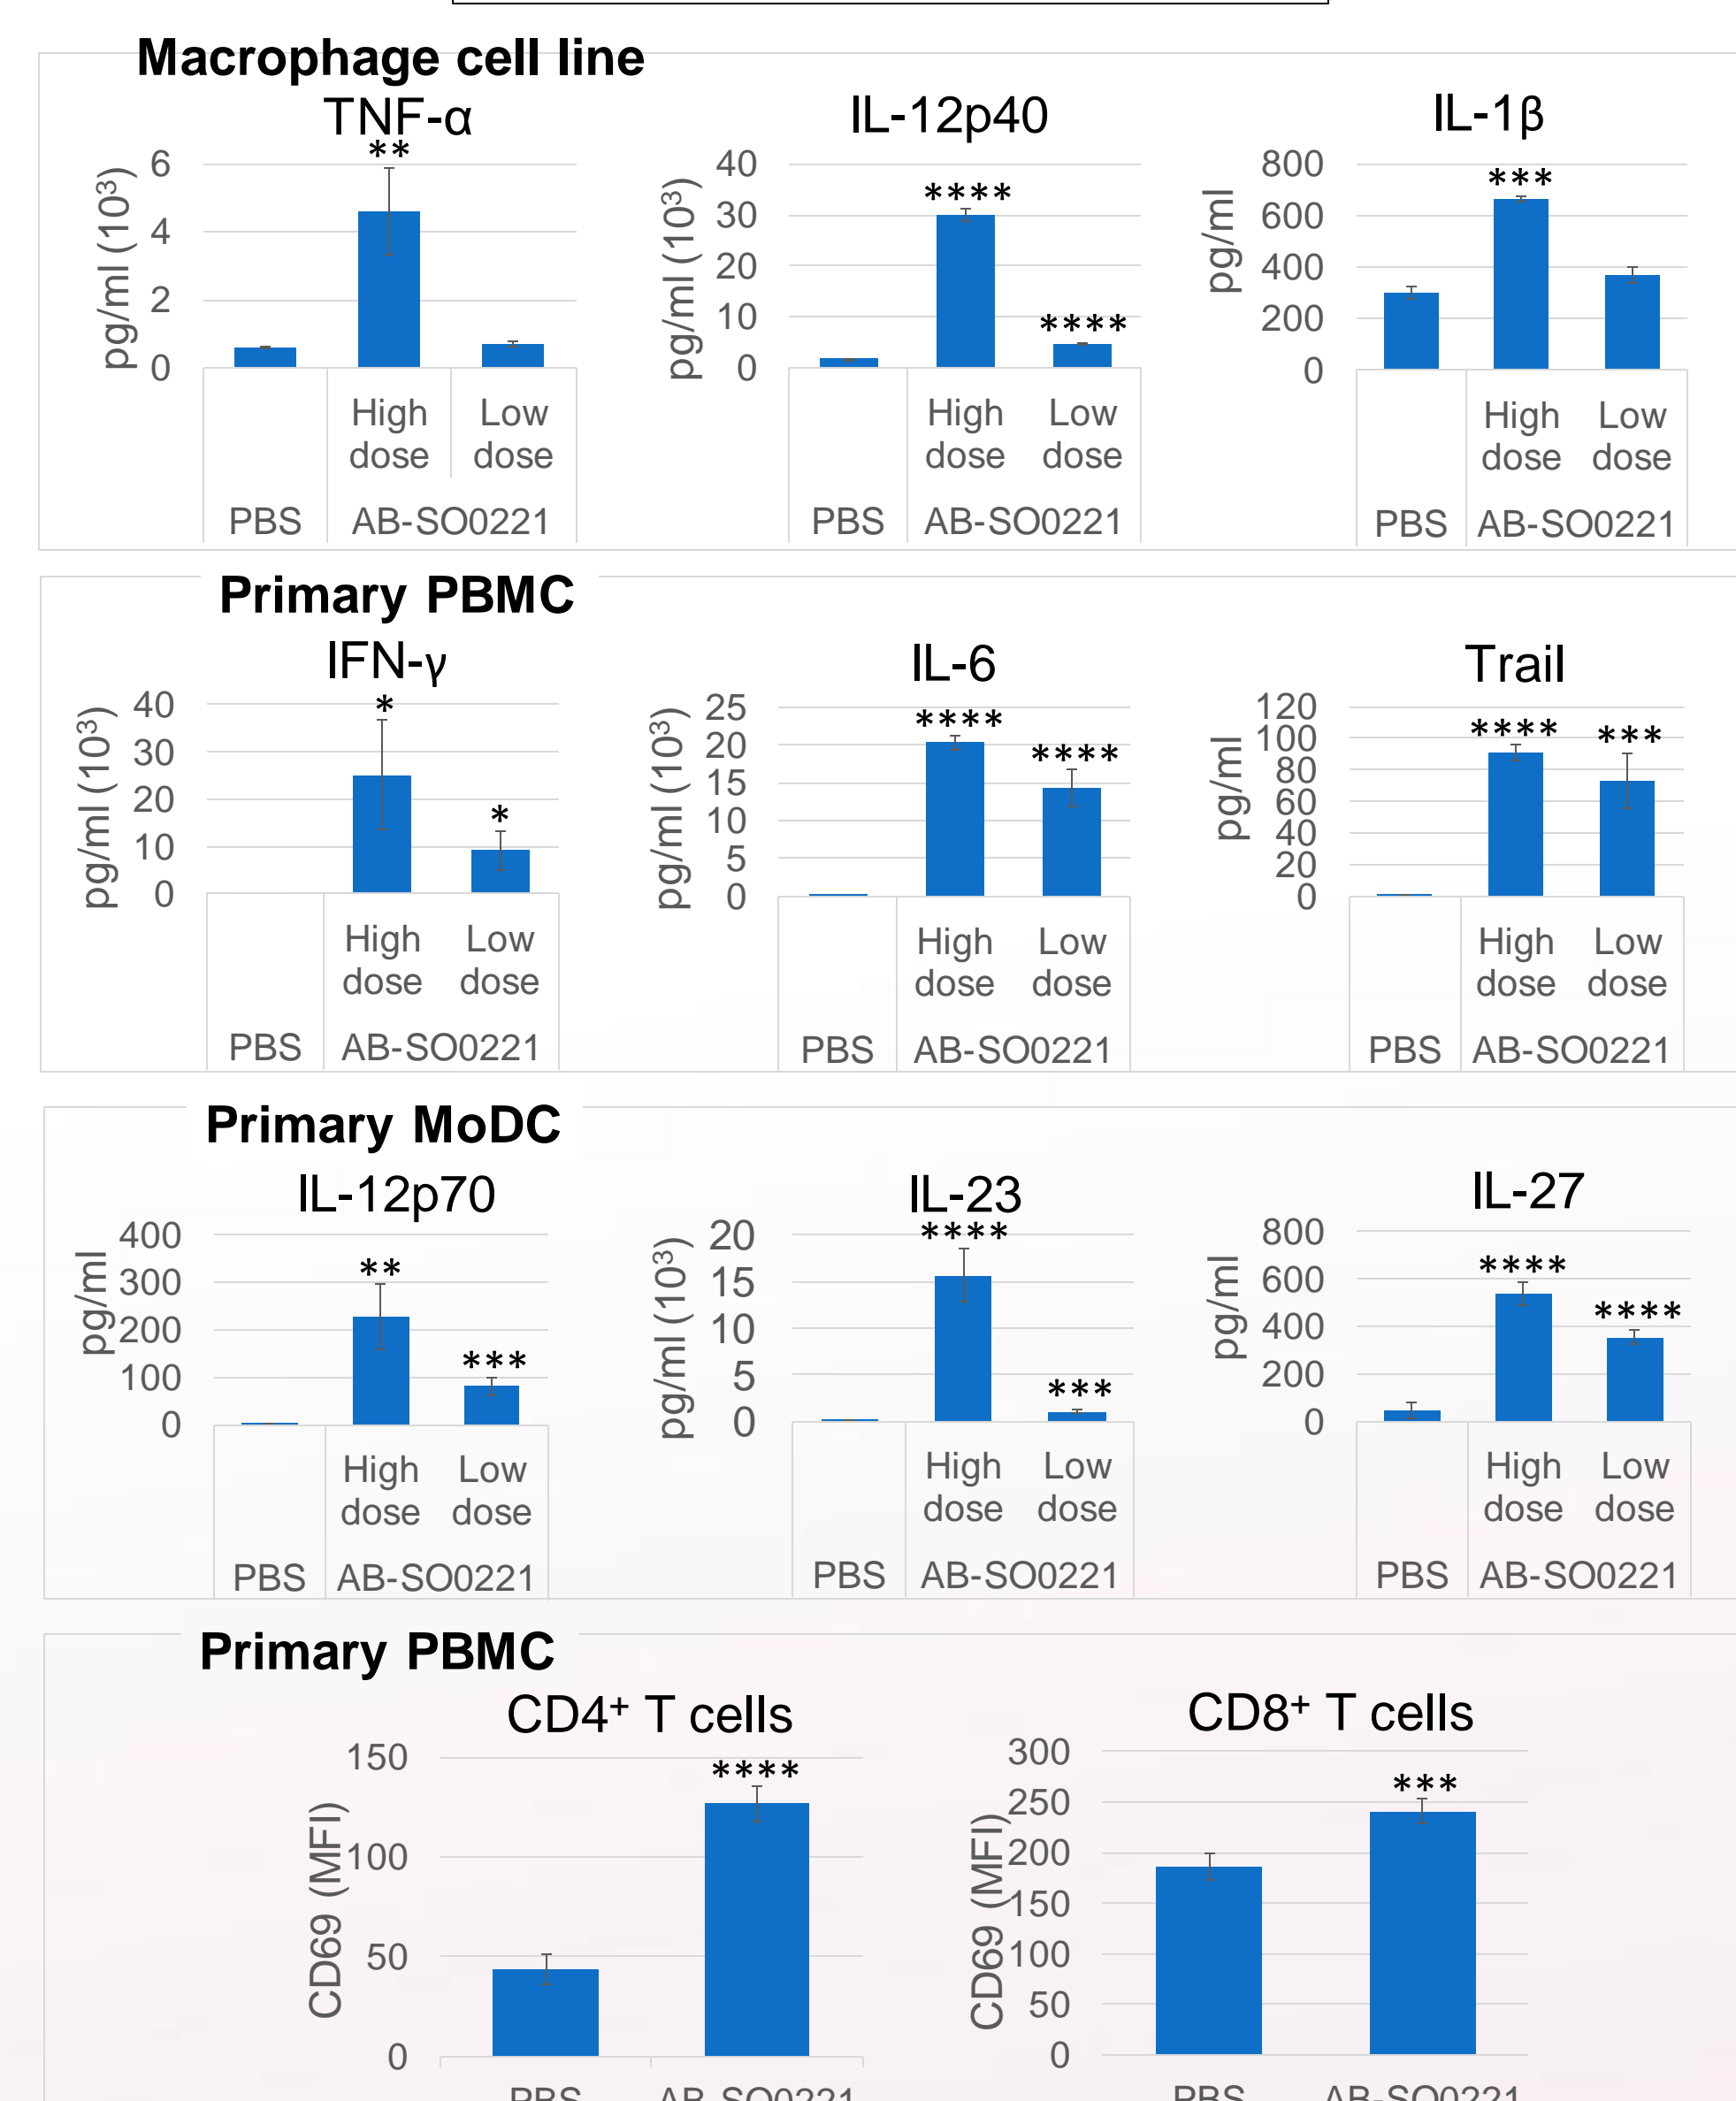 Macrophage cell line
TNF-α
pg/ml (10³)
6
4
2
0
**
High dose
Low dose
PBS
AB-SO0221
IL-12p40
pg/ml (10³)
40
30
20
10
0
****
****
High dose
Low dose
PBS
AB-SO0221
IL-1β
pg/ml
800
600
400
200
0
***
High dose
Low dose
PBS
AB-SO0221
Primary PBMC
IFN-γ
pg/ml (10³)
40
30
20
10
0
*
*
High dose
Low dose
PBS
AB-SO0221
IL-6
pg/ml (10³)
25
20
15
10
5
0
****
****
High dose
Low dose
PBS
AB-SO0221
Trail
pg/ml
120
100
80
60
40
20
0
****
***
High dose
Low dose
PBS
AB-SO0221
Primary MoDC
IL-12p70
pg/ml
400
300
200
100
0
**
***
High dose
Low dose
PBS
AB-SO0221
IL-23
pg/ml (10³)
20
15
10
5
0
****
***
High dose
Low dose
PBS
AB-SO0221
IL-27
pg/ml
800
600
400
200
0
****
****
High dose
Low dose
PBS
AB-SO0221
Primary PBMC
CD4⁺ T cells
CD69 (MFI)
150
100
50
0
****
PBS
AB-SO0221
CD8⁺ T cells
CD69 (MFI)
300
250
200
150
100
50
0
***
PBS
AB-SO0221